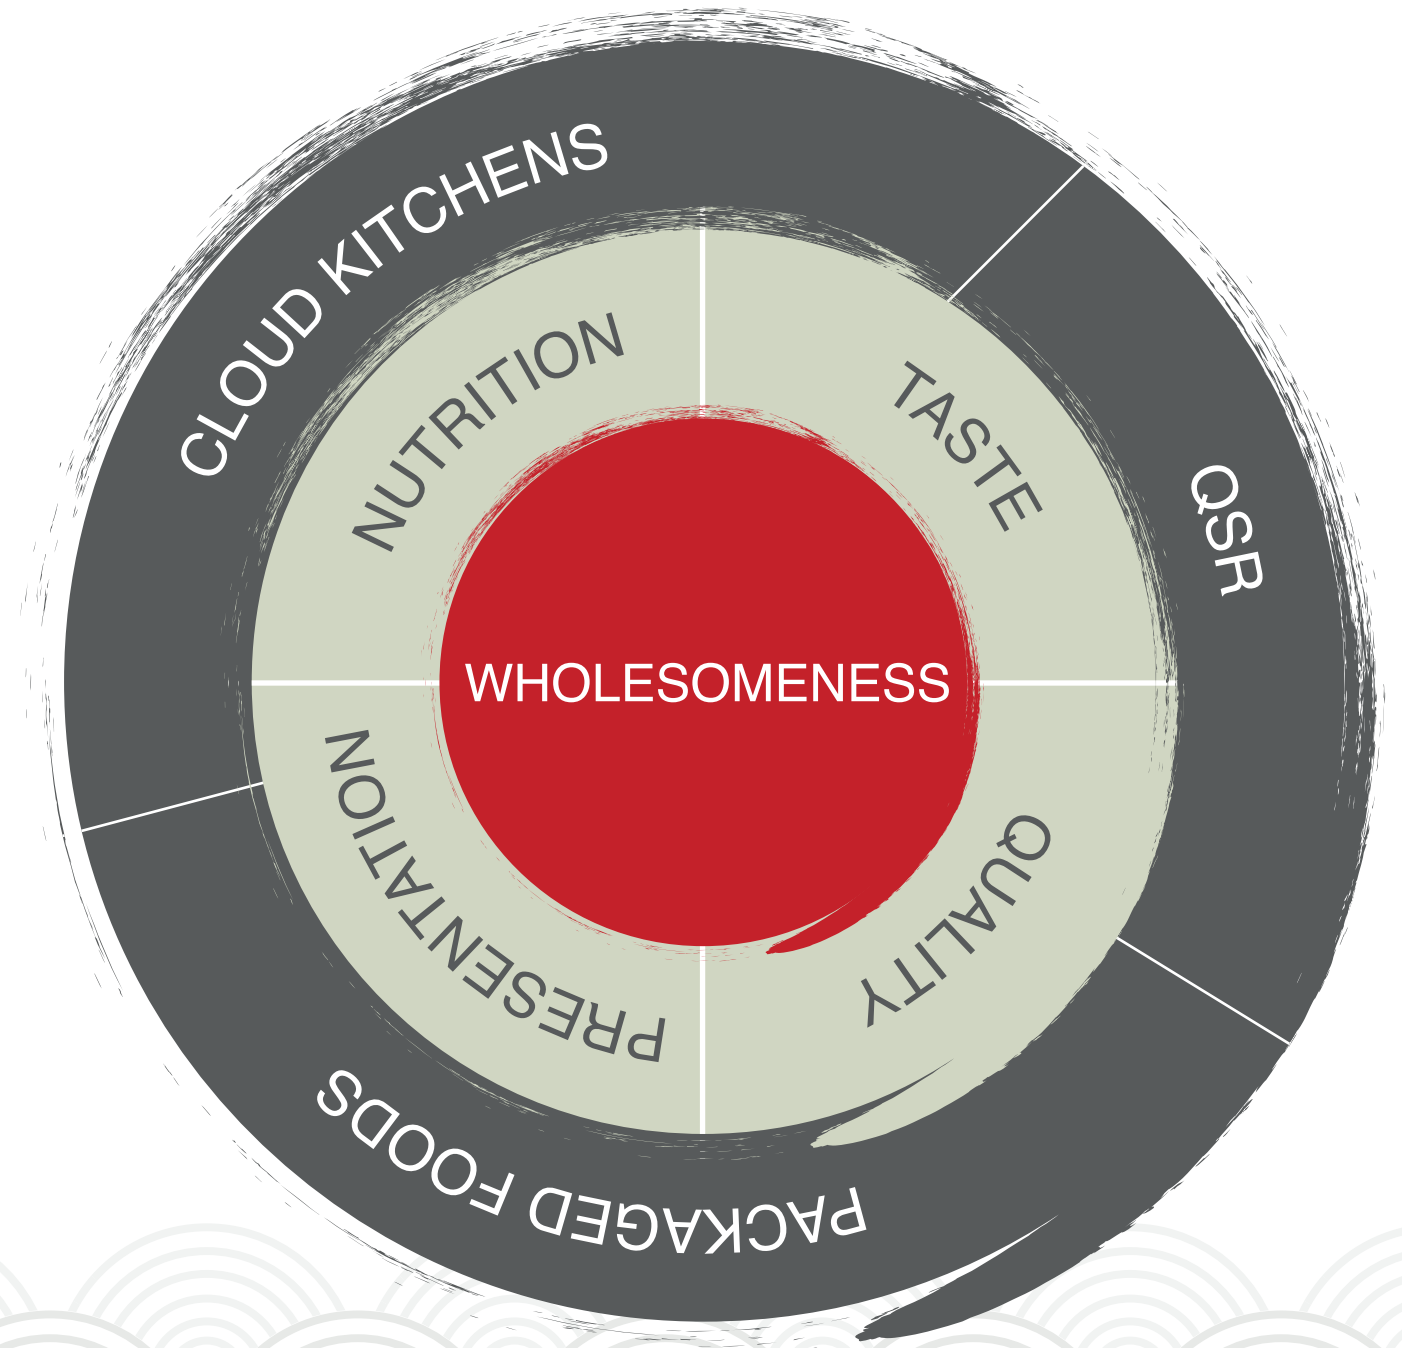 CLOUD KITCHENS
QSR
NUTRITION
TASTE
WHOLESOMENESS
PRESENTATION
QUALITY
PACKAGED FOODS